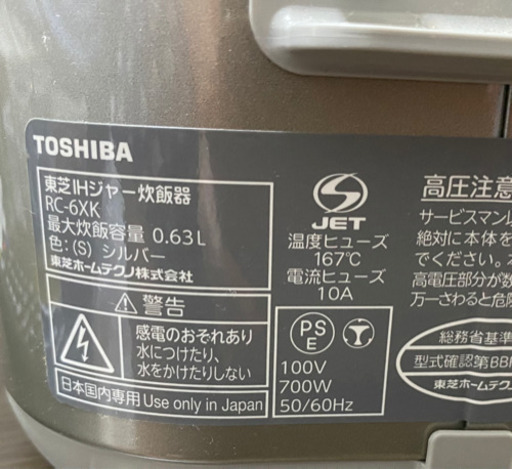 TOSHIBA
東芝IHジャー炊飯器
RC-6XK
最大炊飯容量 0.63L
色:(S) シルバー
東芝ホームテクノ株式会社
警告
感電のおそれあり
水につけたり、
水をかけたりしない
日本国内専用 Use only in Japan
JET
温度ヒューズ
167℃
電流ヒューズ
10A
PS
E
100V
700W
50/60Hz
高圧注意
サービスマン以
絶対に本体を
でください。
高電圧部分が数
万一さわると危険
総務省基準
型式確認第BB
東芝ホームテク